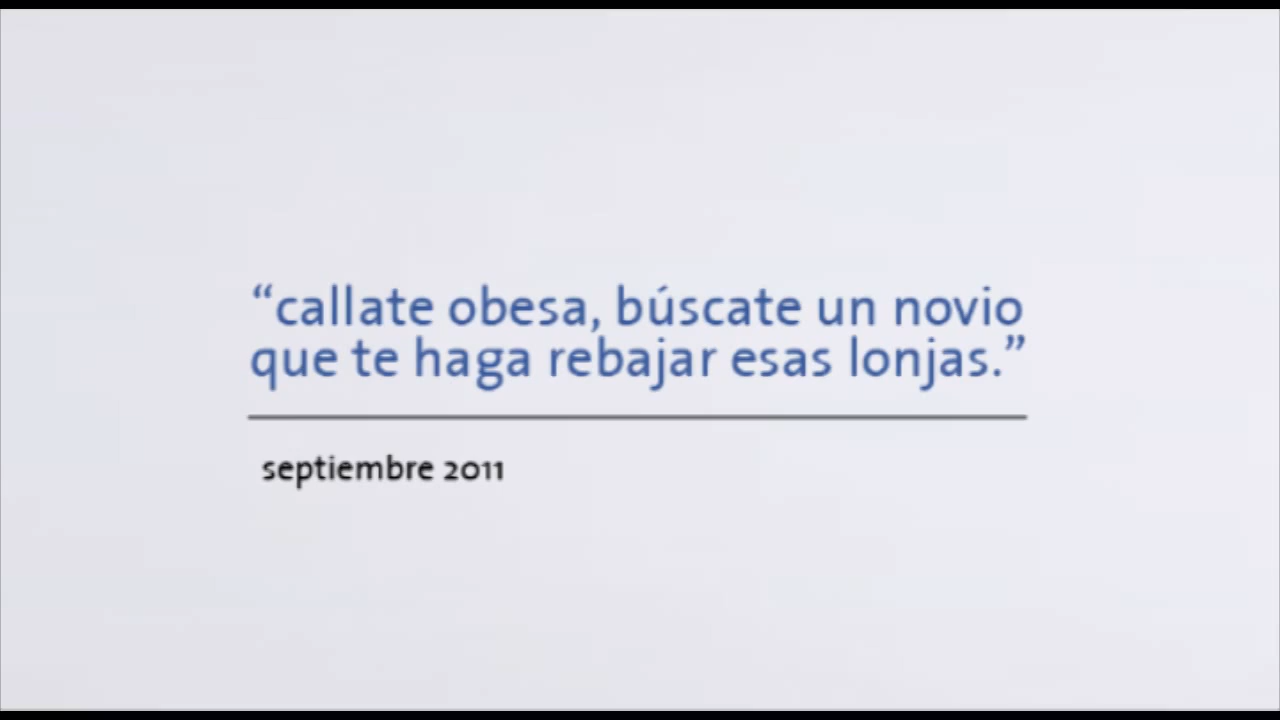 “callate obesa, búscate un novio
que te haga rebajar esas lonjas.”
septiembre 2011